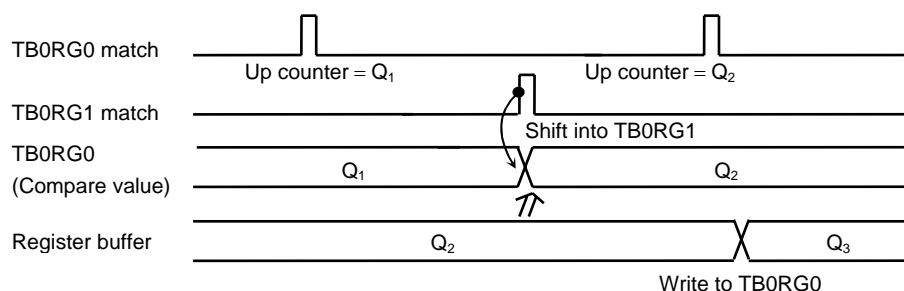 TB0RG0 match
Up counter = Q₁
Up counter = Q₂
TB0RG1 match
Shift into TB0RG1
TB0RG0
(Compare value)
Q₁
Q₂
Register buffer
Q₂
Q₃
Write to TB0RG0